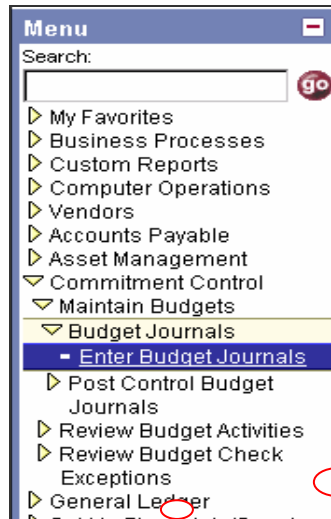 Menu
Search:
go
My Favorites
Business Processes
Custom Reports
Computer Operations
Vendors
Accounts Payable
Asset Management
Commitment Control
Maintain Budgets
Budget Journals
- Enter Budget Journals
Post Control Budget
Journals
Review Budget Activities
Review Budget Check
Exceptions
General Ledger